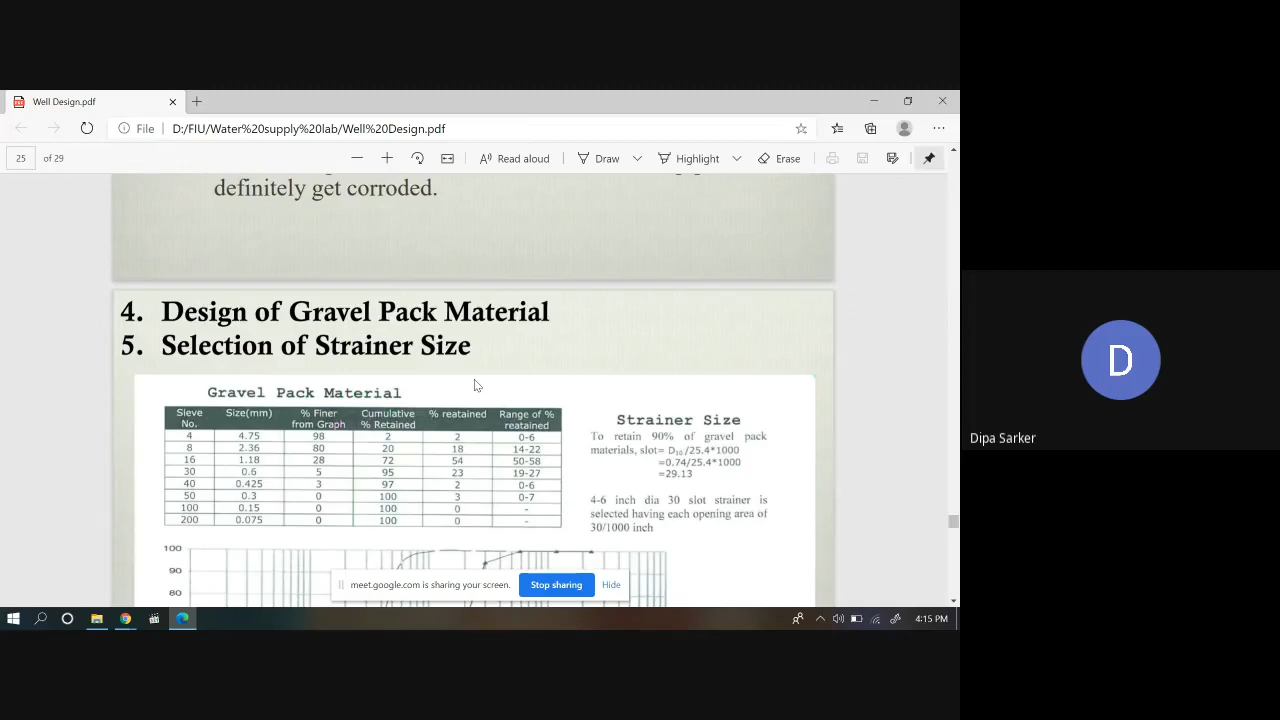 Well Design.pdf
File D:/FIU/Water%20supply%20lab/Well%20Design.pdf
25 of 29 Read aloud Draw Highlight Erase
definitely get corroded.
4. Design of Gravel Pack Material
5. Selection of Strainer Size
Gravel Pack Material
Sieve No. Size(mm) % Finer from Graph Cumulative % Retained % reatained Range of % reatained
4 4.75 98 2 2 0-6
8 2.36 80 20 18 14-22
16 1.18 28 72 54 50-58
30 0.6 5 95 23 19-27
40 0.425 3 97 2 0-6
50 0.3 0 100 3 0-7
100 0.15 0 100 0 -
200 0.075 0 100 0 -
Strainer Size
To retain 90% of gravel pack
materials, slot= D10/25.4*1000
=0.74/25.4*1000
=29.13
4-6 inch dia 30 slot strainer is
selected having each opening area of
30/1000 inch
100
90
80
meet.google.com is sharing your screen. Stop sharing Hide
4:15 PM
D
Dipa Sarker